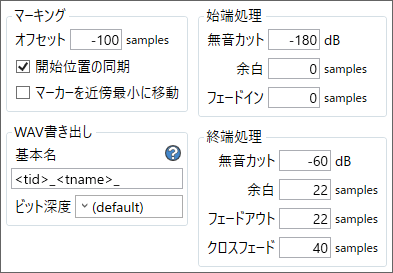 マーキング
オフセット -100 samples
開始位置の同期
マーカーを近傍最小に移動
WAV書き出し
基本名 ?
<tid>_<tname>_
ビット深度 (default)
始端処理
無音カット -180 dB
余白 0 samples
フェードイン 0 samples
終端処理
無音カット -60 dB
余白 22 samples
フェードアウト 22 samples
クロスフェード 40 samples